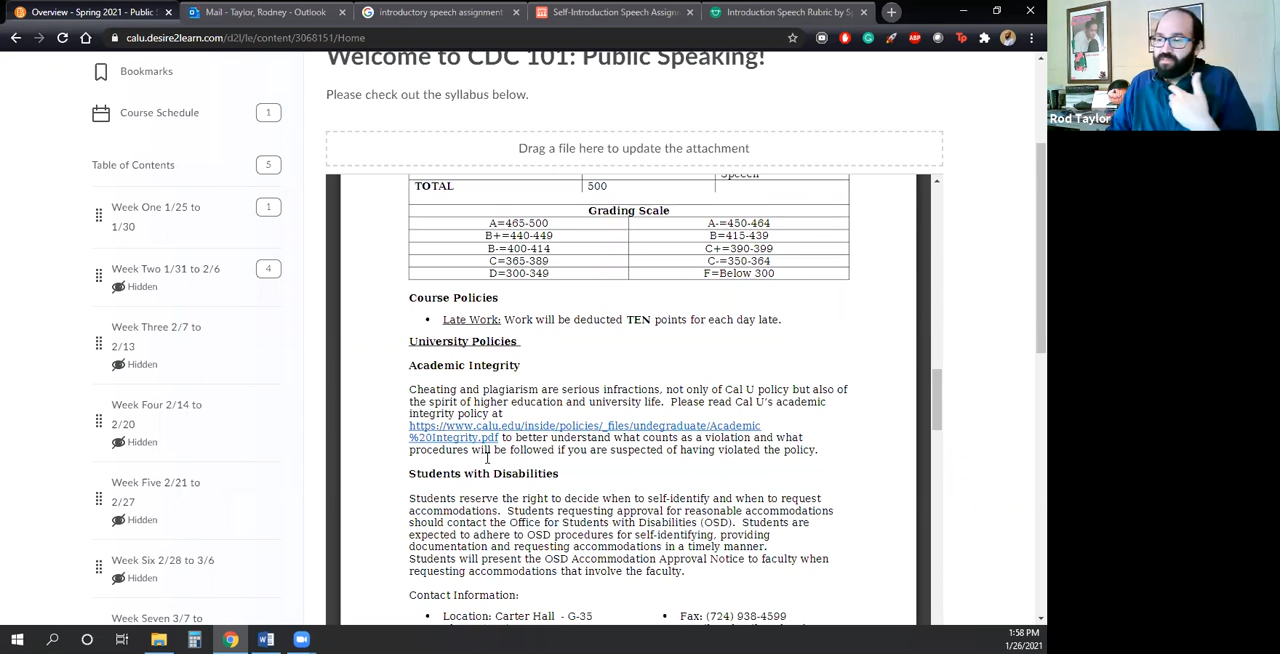 Overview - Spring 2021 - Public
Mail - Taylor, Rodney - Outlook
introductory speech assignment
Self-Introduction Speech Assign
Introduction Speech Rubric by S
calu.desire2learn.com/d2l/le/content/3068151/Home
ABP
Tp
Bookmarks
Course Schedule
1
Table of Contents
5
Week One 1/25 to
1/30
1
Week Two 1/31 to 2/6
4
Hidden
Week Three 2/7 to
2/13
Hidden
Week Four 2/14 to
2/20
Hidden
Week Five 2/21 to
2/27
Hidden
Week Six 2/28 to 3/6
Hidden
Week Seven 3/7 to
Welcome to CDC 101: Public Speaking!
Please check out the syllabus below.
Drag a file here to update the attachment
Speech
TOTAL 500
Grading Scale
A=465-500 A-=450-464
B+=440-449 B=415-439
B-=400-414 C+=390-399
C=365-389 C-=350-364
D=300-349 F=Below 300
Course Policies
• Late Work: Work will be deducted TEN points for each day late.
University Policies
Academic Integrity
Cheating and plagiarism are serious infractions, not only of Cal U policy but also of
the spirit of higher education and university life. Please read Cal U's academic
integrity policy at
https://www.calu.edu/inside/policies/_files/undegraduate/Academic
%20Integrity.pdf to better understand what counts as a violation and what
procedures will be followed if you are suspected of having violated the policy.
Students with Disabilities
Students reserve the right to decide when to self-identify and when to request
accommodations. Students requesting approval for reasonable accommodations
should contact the Office for Students with Disabilities (OSD). Students are
expected to adhere to OSD procedures for self-identifying, providing
documentation and requesting accommodations in a timely manner.
Students will present the OSD Accommodation Approval Notice to faculty when
requesting accommodations that involve the faculty.
Contact Information:
• Location: Carter Hall - G-35
• Fax: (724) 938-4599
Rod Taylor
1:58 PM
1/26/2021